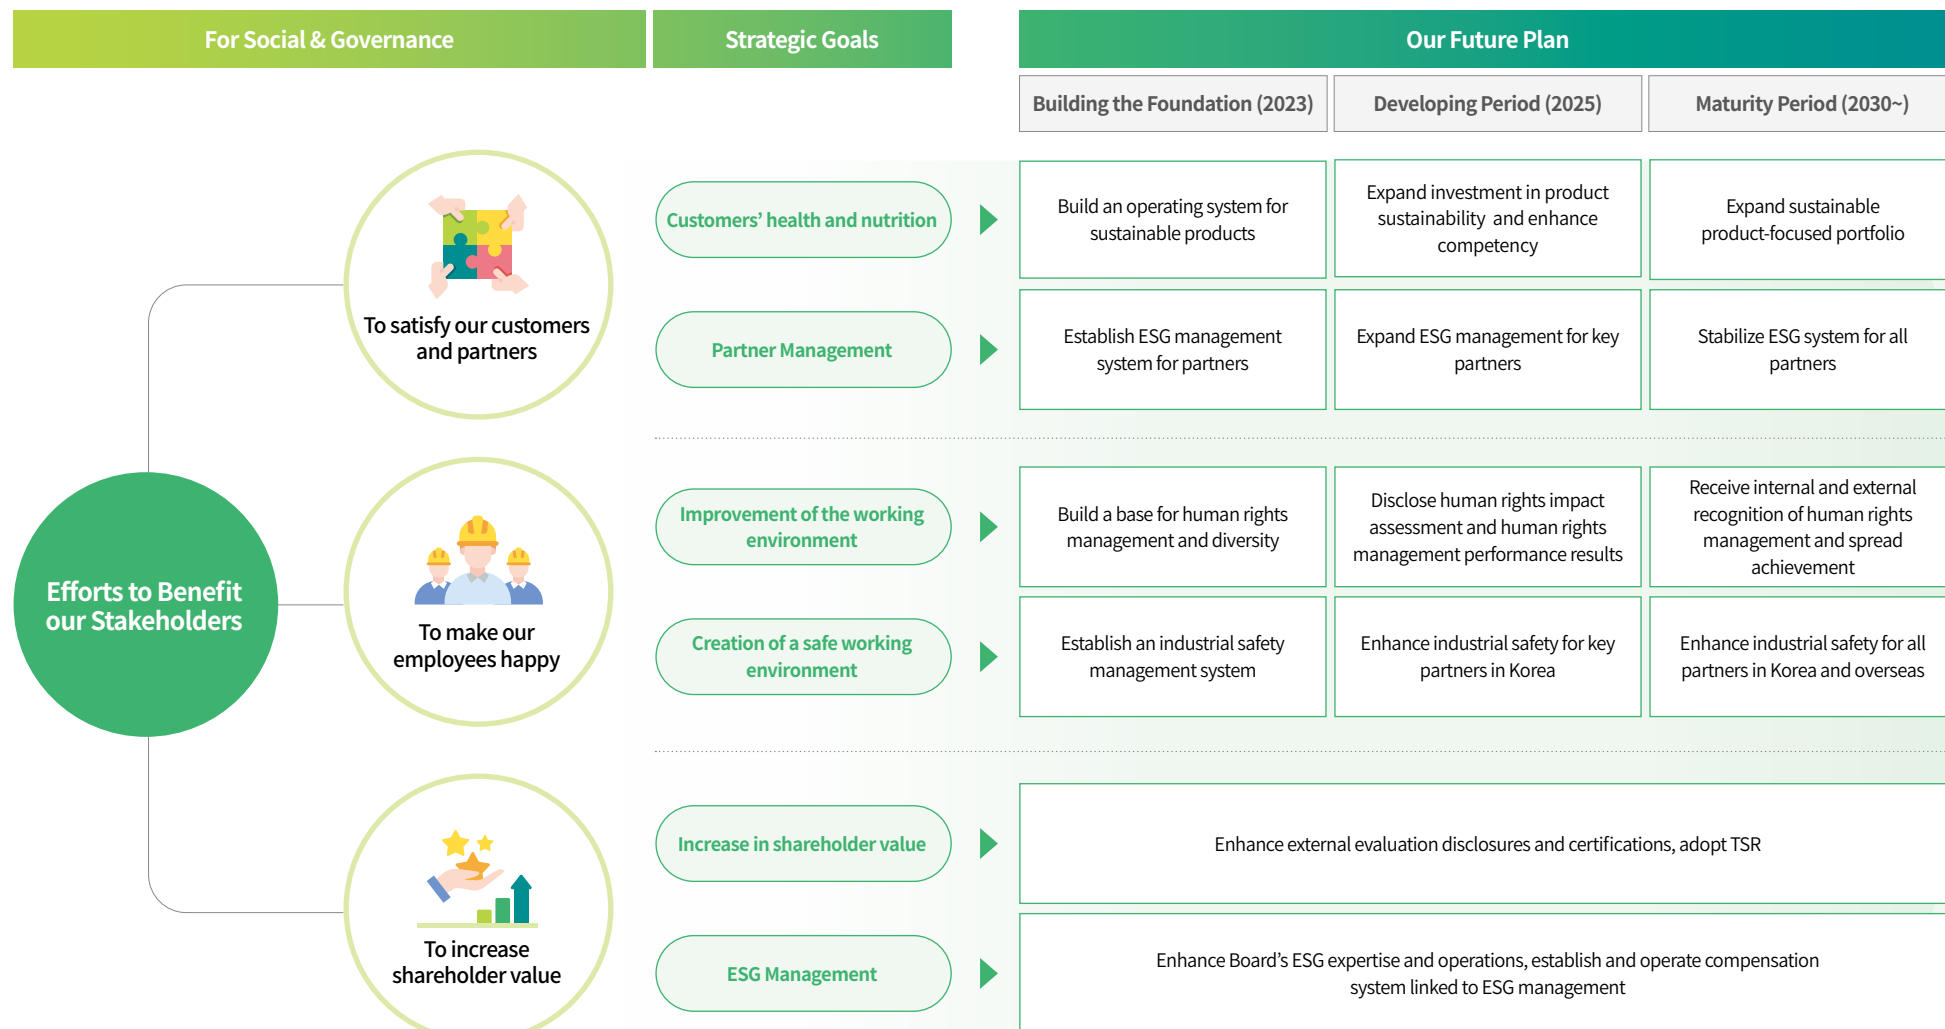 For Social & Governance
Strategic Goals
Our Future Plan
Building the Foundation (2023)
Developing Period (2025)
Maturity Period (2030~)
Efforts to Benefit
our Stakeholders
To satisfy our customers
and partners
Customers’ health and nutrition
Build an operating system for
sustainable products
Expand investment in product
sustainability and enhance
competency
Expand sustainable
product-focused portfolio
Partner Management
Establish ESG management
system for partners
Expand ESG management for key
partners
Stabilize ESG system for all
partners
To make our
employees happy
Improvement of the working
environment
Build a base for human rights
management and diversity
Disclose human rights impact
assessment and human rights
management performance results
Receive internal and external
recognition of human rights
management and spread
achievement
Creation of a safe working
environment
Establish an industrial safety
management system
Enhance industrial safety for key
partners in Korea
Enhance industrial safety for all
partners in Korea and overseas
To increase
shareholder value
Increase in shareholder value
Enhance external evaluation disclosures and certifications, adopt TSR
ESG Management
Enhance Board’s ESG expertise and operations, establish and operate compensation
system linked to ESG management